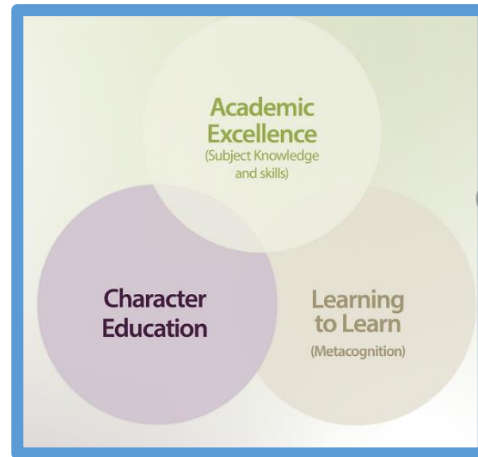 Academic
Excellence
(Subject Knowledge
and skills)
Character
Education
Learning
to Learn
(Metacognition)